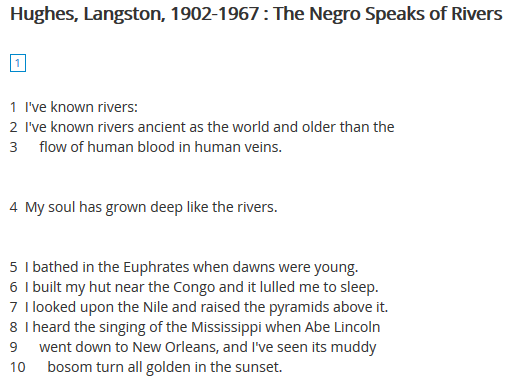 Hughes, Langston, 1902-1967 : The Negro Speaks of Rivers
1
1 I've known rivers:
2 I've known rivers ancient as the world and older than the
3 flow of human blood in human veins.
4 My soul has grown deep like the rivers.
5 I bathed in the Euphrates when dawns were young.
6 I built my hut near the Congo and it lulled me to sleep.
7 I looked upon the Nile and raised the pyramids above it.
8 I heard the singing of the Mississippi when Abe Lincoln
9 went down to New Orleans, and I've seen its muddy
10 bosom turn all golden in the sunset.